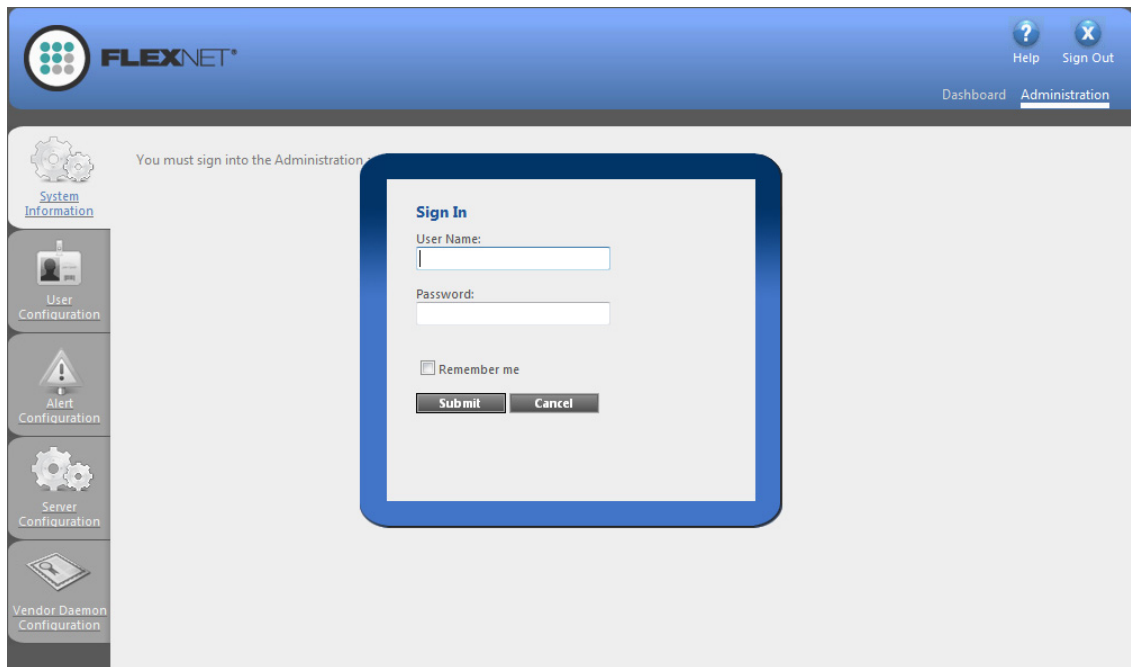 FLEXNET®
Help Sign Out
Dashboard Administration
You must sign into the Administration
System
Information
User
Configuration
Alert
Configuration
Server
Configuration
Vendor Daemon
Configuration
Sign In
User Name:
Password:
Remember me
Submit Cancel